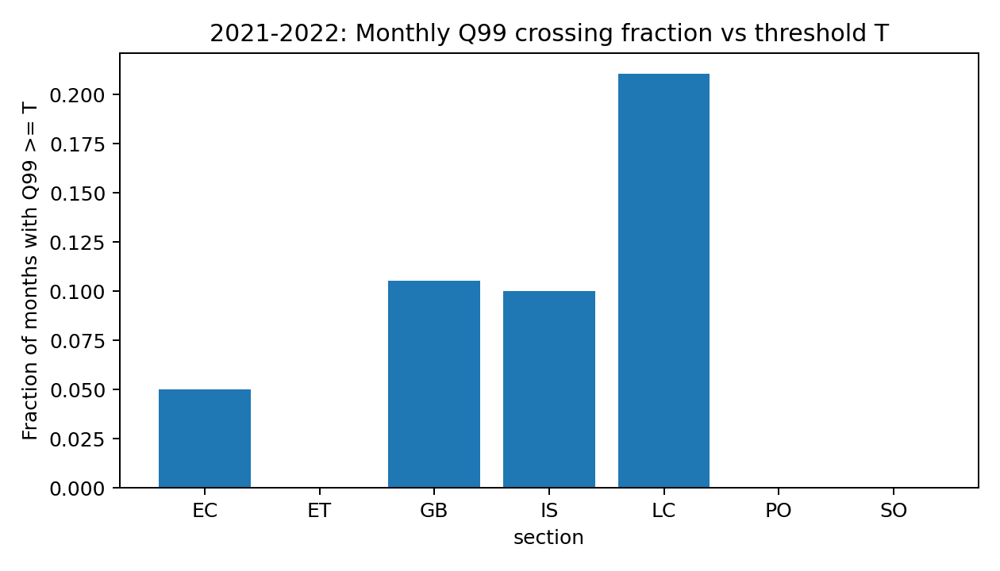 2021-2022: Monthly Q99 crossing fraction vs threshold T
Fraction of months with Q99 >= T
0.200
0.175
0.150
0.125
0.100
0.075
0.050
0.025
0.000
EC ET GB IS LC PO SO
section